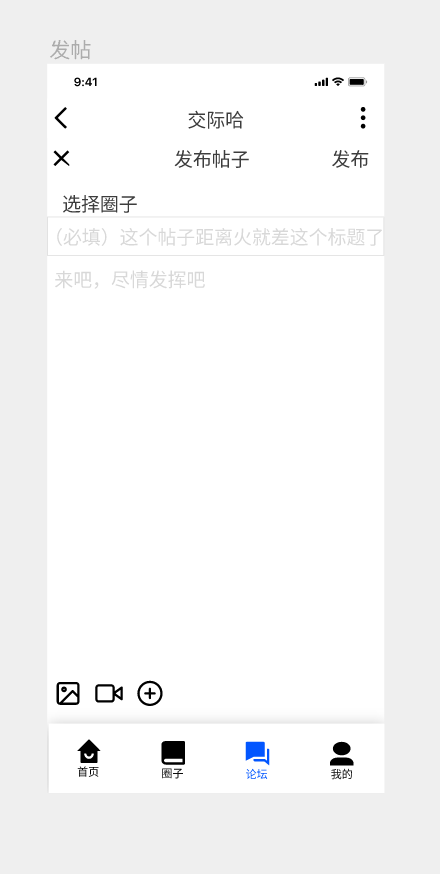 发帖
9:41
交际哈
发布帖子 发布
选择圈子
（必填）这个帖子距离火就差这个标题了
来吧，尽情发挥吧
首页 圈子 论坛 我的